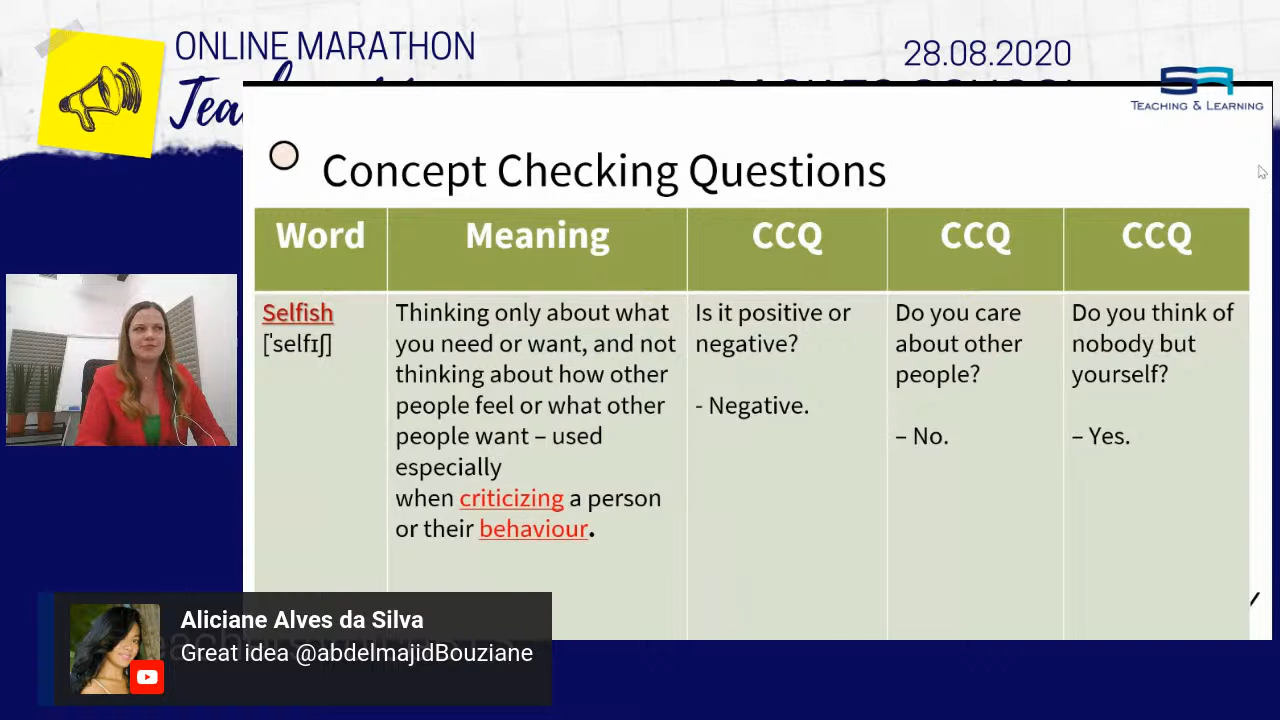 ONLINE MARATHON
28.08.2020
TEACHING & LEARNING
Concept Checking Questions
Word Meaning CCQ CCQ CCQ
Selfish
[ˈselfɪʃ]
Thinking only about what
you need or want, and not
thinking about how other
people feel or what other
people want – used
especially
when criticizing a person
or their behaviour.
Is it positive or
negative?
- Negative.
Do you care
about other
people?
– No.
Do you think of
nobody but
yourself?
– Yes.
Aliciane Alves da Silva
Great idea @abdelmajidBouziane